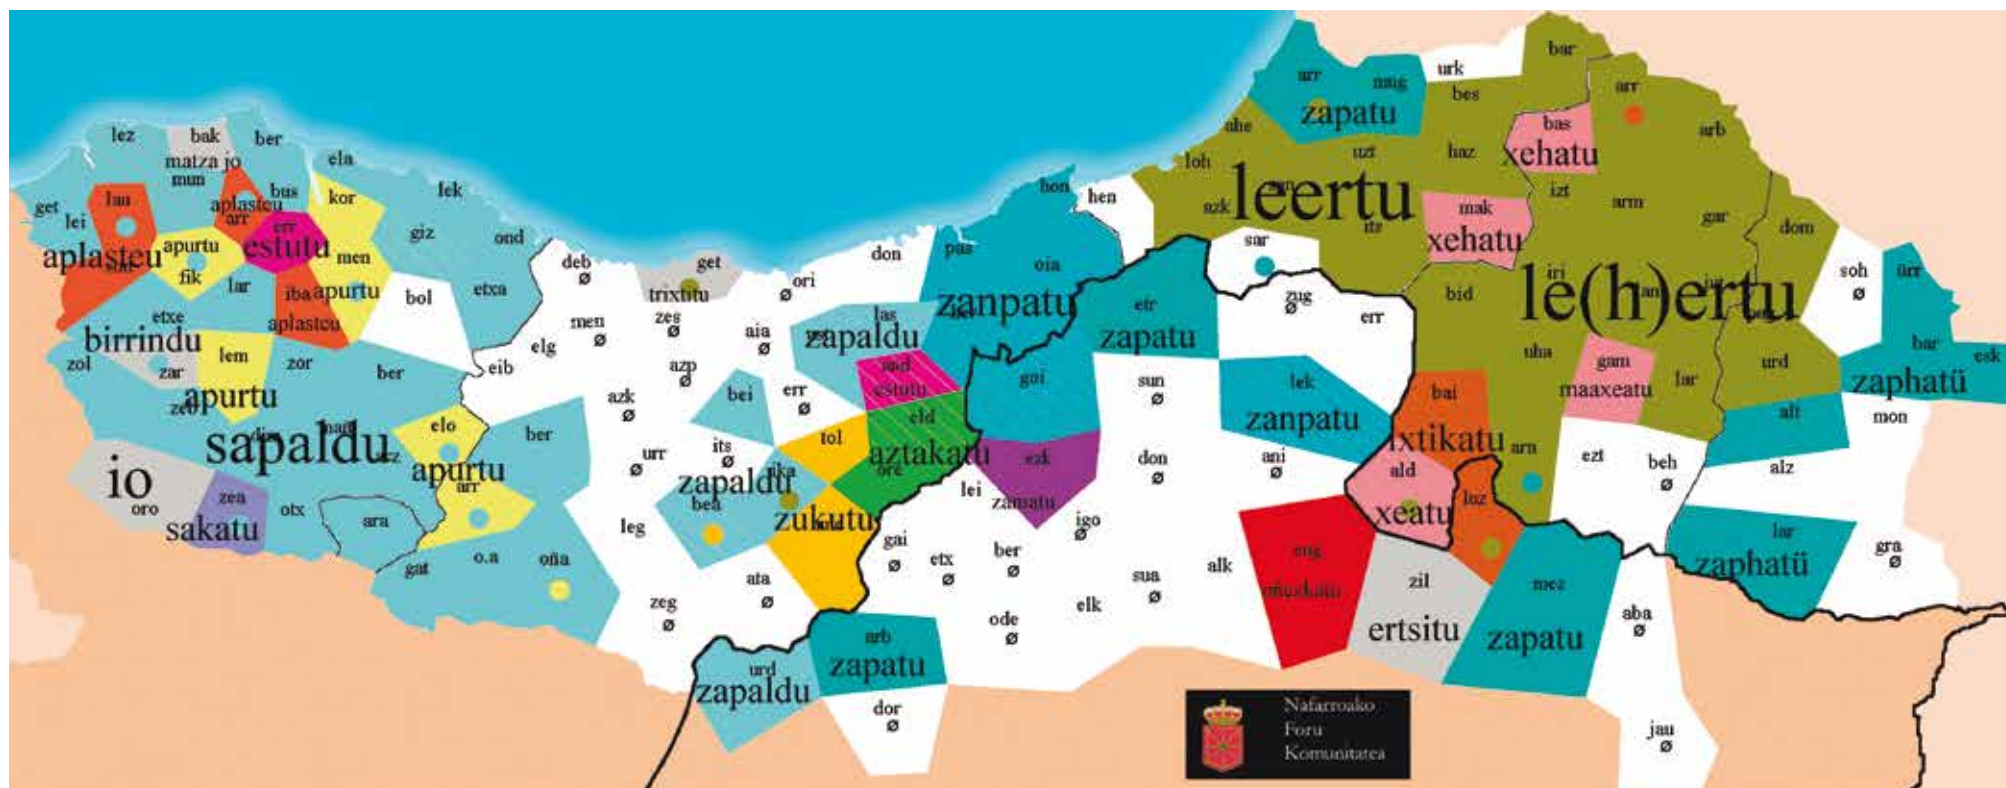 bar
urk
arr
mug
arr
bes
zapatu
lez
bak
ber
ahe
bas
arb
matza jo
ela
loh
uzt
haz
xehatu
mun
bus
lek
hon
hen
leertu
izt
get
lau
aplasteu
kor
azk
mak
arm
gar
lei
arr
err
giz
ond
its
xehatu
dom
apurtu
estutu
men
don
pas
sar
aplasteu
fik
deb
ø
get
oia
iri
soh
ø
ürr
lar
iba
apurtu
bol
etxa
trixtitu
ori
ø
zanpatu
etr
zug
ø
bid
le(h)ertu
etxe
aplasteu
men
ø
zes
ø
aia
ø
las
zapaldu
zapatu
err
birrindu
lem
zor
elg
uha
gam
bar
esk
zol
zar
ber
eib
azp
ø
gai
sun
ø
lek
maaxeatu
lar
urd
zaphatü
apurtu
azk
ø
bei
err
ø
estutu
zanpatu
bai
alt
mon
eld
sapaldu
elo
ber
tol
aztakatu
ixtikatu
arn
io
apurtu
urr
ø
its
ø
zapaldu
ore
ezk
don
ø
ani
ø
ald
ezt
beh
ø
alz
oro
zea
arr
bea
lei
zamatu
luz
sakatu
otx
ara
leg
zukutu
igo
ø
xeatu
lar
gat
o.a
oña
gai
ø
etx
ø
ber
ø
alk
eug
zaphatü
gra
ø
ata
ø
sua
ø
zil
mez
zeg
ø
ode
ø
elk
aba
ø
arb
ertsitu
zapatu
urd
zapatu
zapaldu
dor
ø
jau
ø
Nafarroako
Foru
Komunitatea